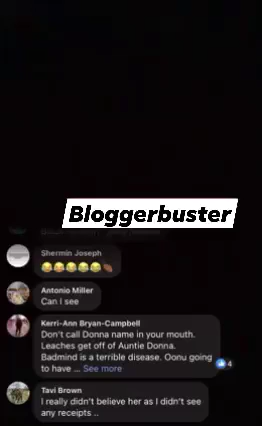 Bloggerbuster
Shermin Joseph
😂😂😂😂😂🏈
Antonio Miller
Can I see
Kerri-Ann Bryan-Campbell
Don't call Donna name in your mouth.
Leaches get off of Auntie Donna.
Badmind is a terrible disease. Oonu going
to have ... See more
4
Tavi Brown
I really didn't believe her as I didn't see
any receipts ..